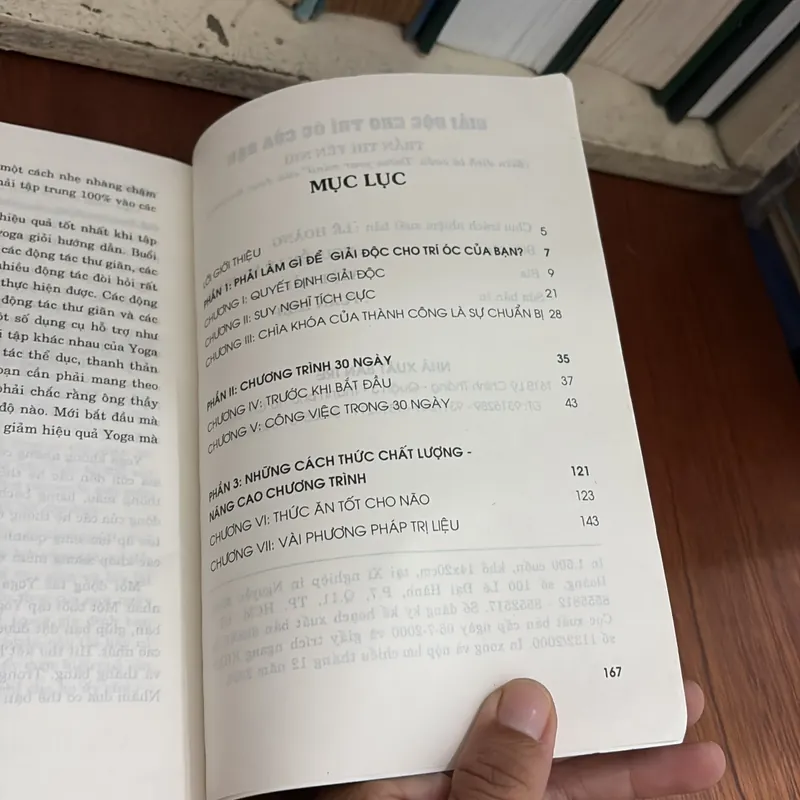 một cách nhẹ nhàng chậm
ải tập trung 100% vào các
hiệu quả tốt nhất khi tập
yoga giỏi hướng dẫn. Buổi
các động tác thư giãn, các
nhiều động tác đòi hỏi rất
thực hiện được. Các động
động tác thư giãn và các
ột số dụng cụ hỗ trợ như
i tập khác nhau của Yoga
tác thể dục, thanh thản
bạn cần phải mang theo
phải chắc rằng ông thầy
độ nào. Mới bắt đầu mà
giảm hiệu quả Yoga mà
MỤC LỤC
LỜI GIỚI THIỆU 5
PHẦN 1: PHẢI LÀM GÌ ĐỂ GIẢI ĐỘC CHO TRÍ ÓC CỦA BẠN? 7
CHƯƠNG I: QUYẾT ĐỊNH GIẢI ĐỘC 9
CHƯƠNG II: SUY NGHĨ TÍCH CỰC 21
CHƯƠNG III: CHÌA KHÓA CỦA THÀNH CÔNG LÀ SỰ CHUẨN BỊ 28
PHẦN II: CHƯƠNG TRÌNH 30 NGÀY 35
CHƯƠNG IV: TRƯỚC KHI BẮT ĐẦU 37
CHƯƠNG V: CÔNG VIỆC TRONG 30 NGÀY 43
PHẦN 3: NHỮNG CÁCH THỨC CHẤT LƯỢNG -
NÂNG CAO CHƯƠNG TRÌNH 121
CHƯƠNG VI: THỨC ĂN TỐT CHO NÃO 123
CHƯƠNG VII: VÀI PHƯƠNG PHÁP TRỊ LIỆU 143
167